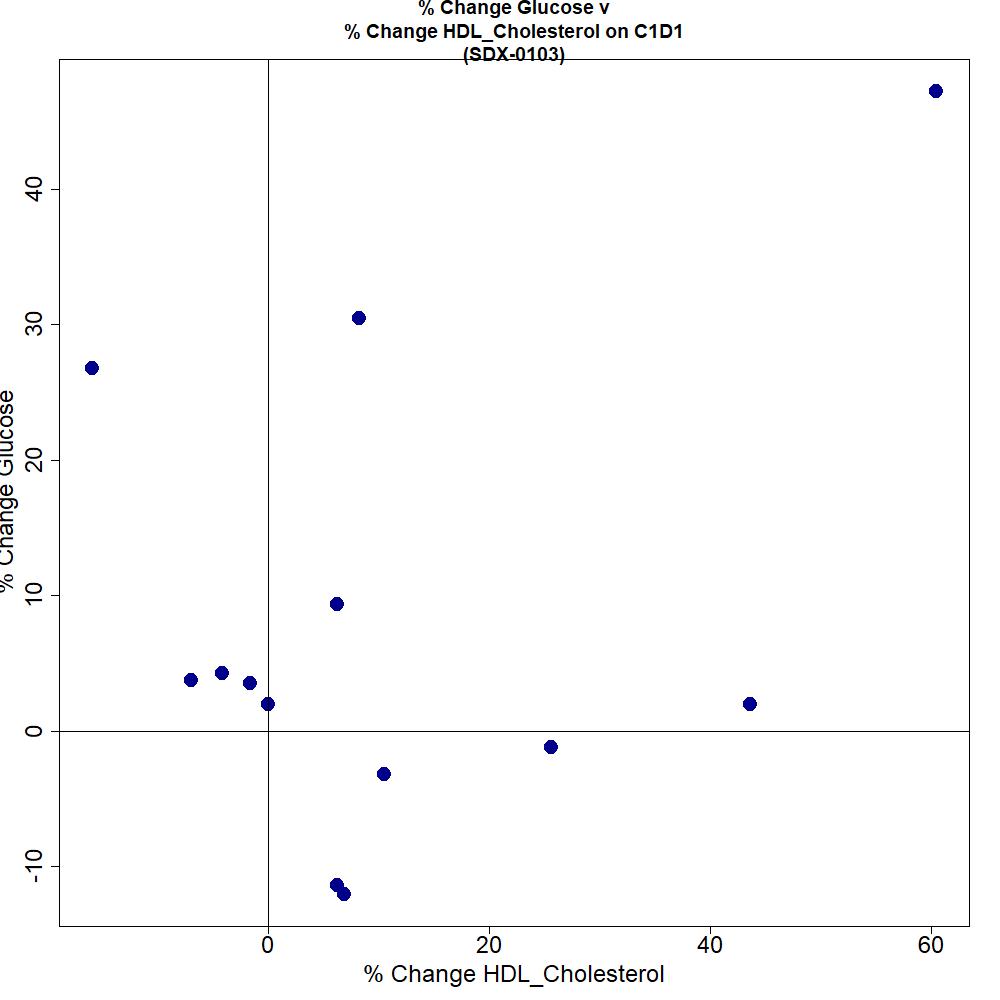 % Change Glucose v
% Change HDL_Cholesterol on C1D1
(SDX-0103)
% Change Glucose
40
30
20
10
0
-10
0
20
40
60
% Change HDL_Cholesterol